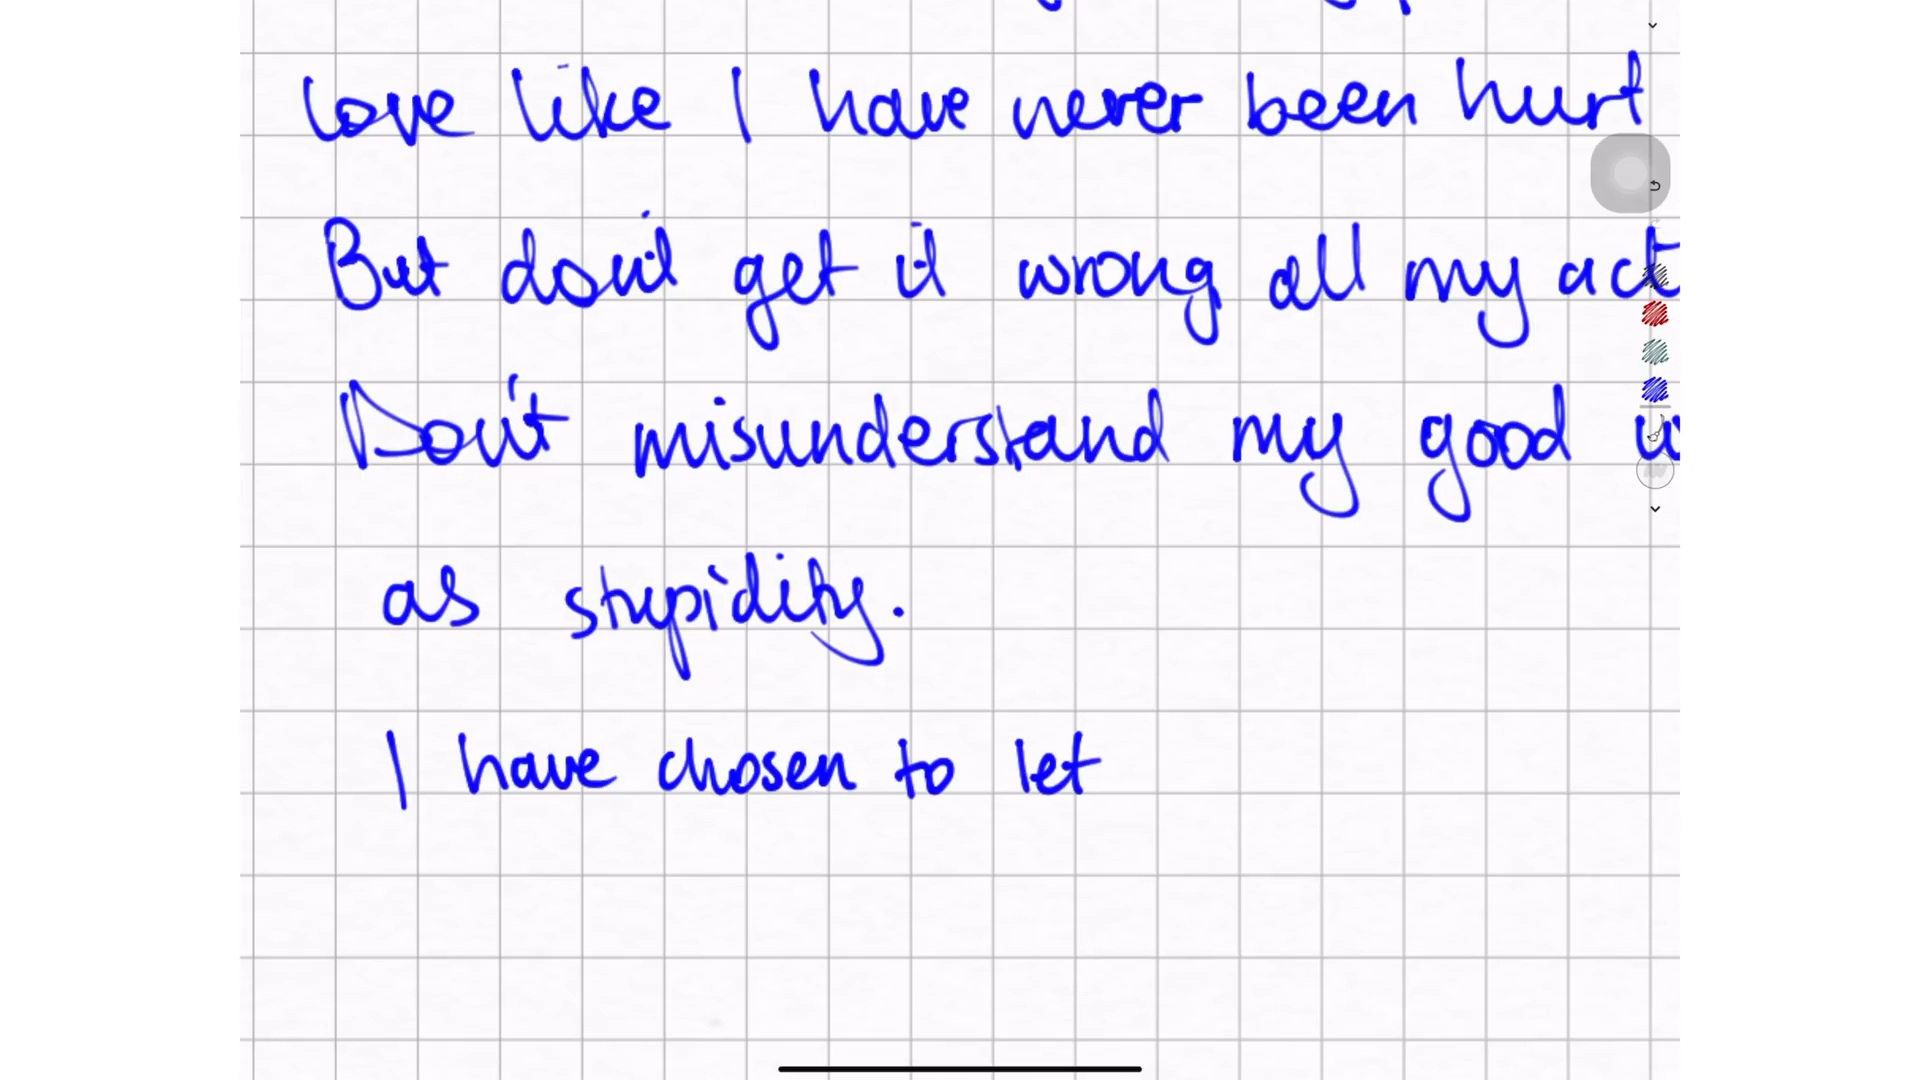 love like I have never been hurt
But don't get it wrong all my act
Don't misunderstand my good
as stupidity.
I have chosen to let